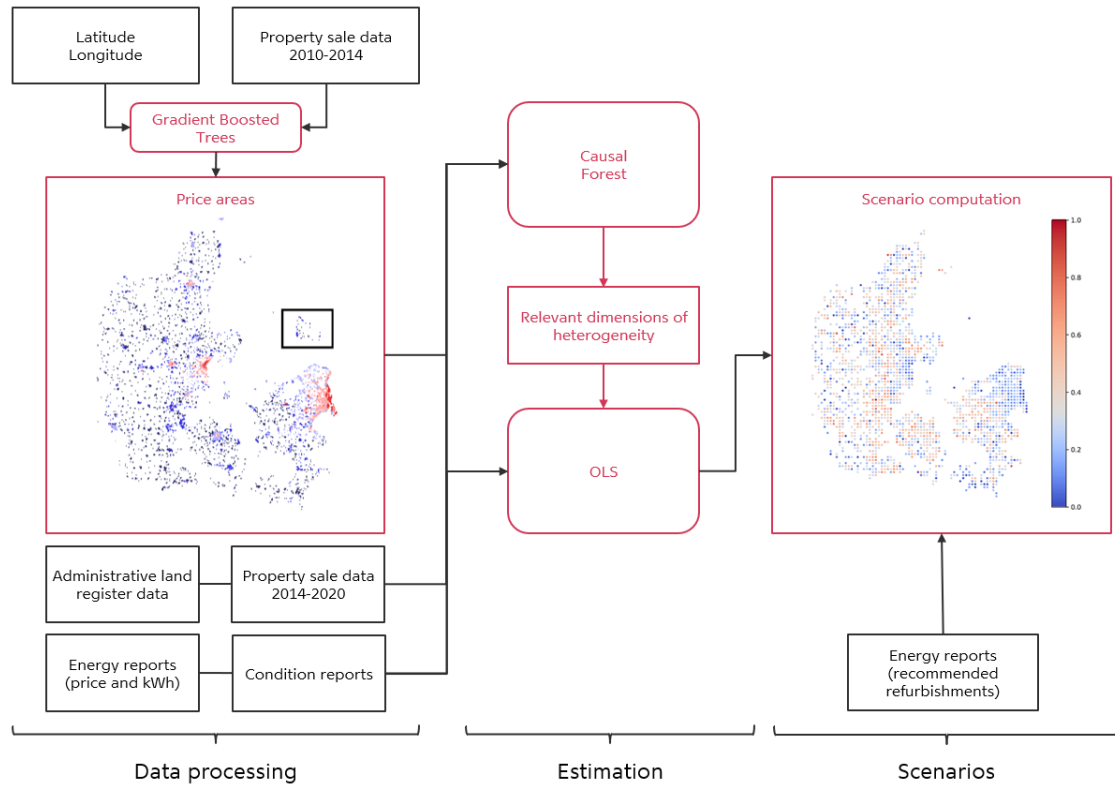 Latitude
Longitude
Property sale data
2010-2014
Gradient Boosted
Trees
Price areas
Administrative land
register data
Property sale data
2014-2020
Energy reports
(price and kWh)
Condition reports
Data processing
Causal
Forest
Relevant dimensions of
heterogeneity
OLS
Estimation
Scenario computation
1.0
0.8
0.6
0.4
0.2
0.0
Energy reports
(recommended
refurbishments)
Scenarios